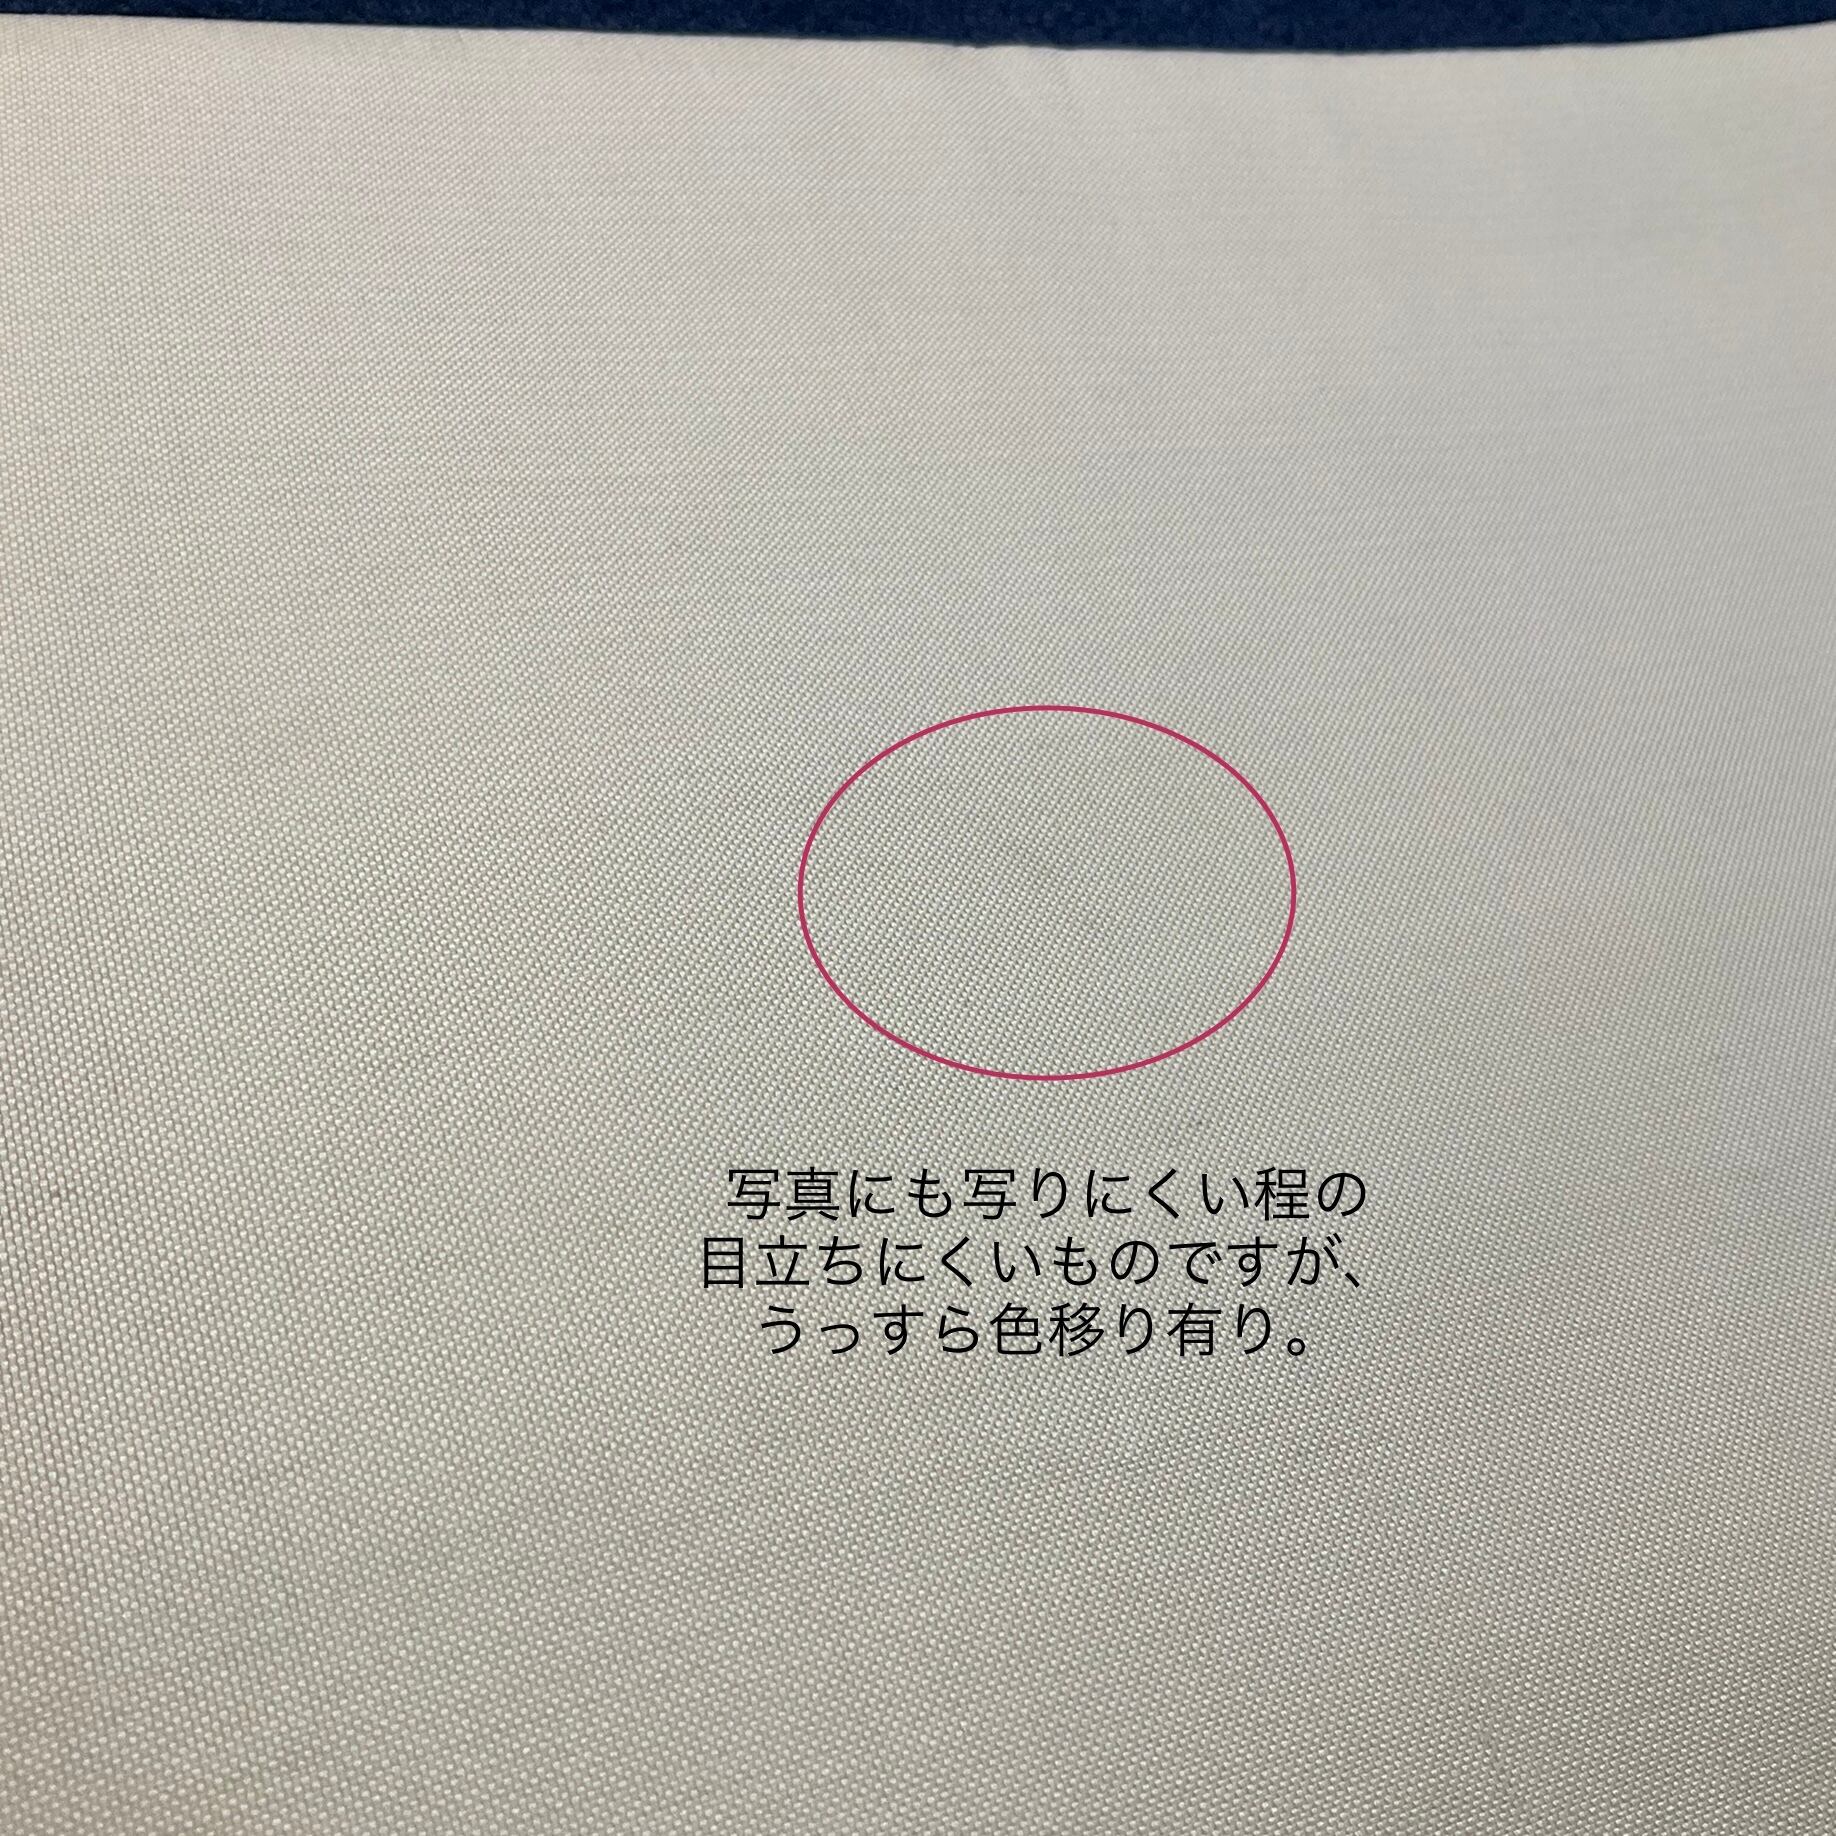 写真にも写りにくい程の
目立ちにくいものですが、
うっすら色移り有り。